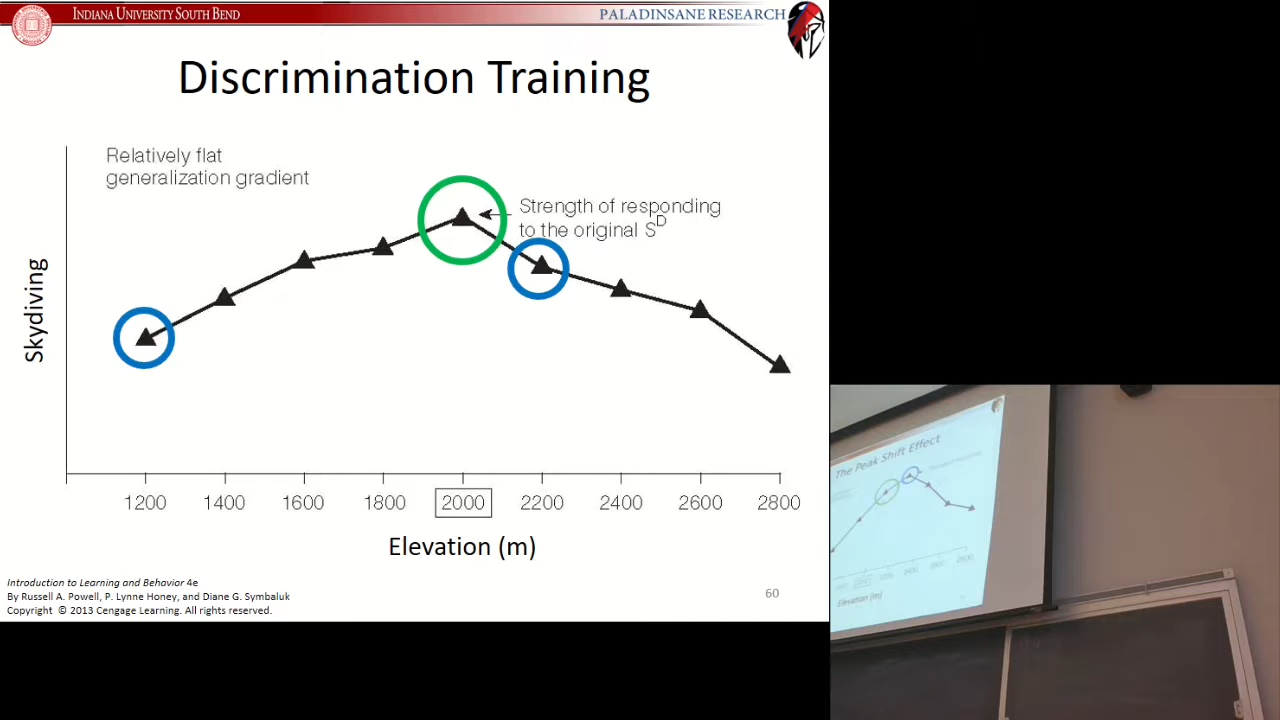 INDIANA UNIVERSITY SOUTH BEND
PALADINSANE RESEARCH
Discrimination Training
Relatively flat
generalization gradient
Strength of responding
to the original S^D
Skydiving
1200 1400 1600 1800 2000 2200 2400 2600 2800
Elevation (m)
Introduction to Learning and Behavior 4e
By Russell A. Powell, P. Lynne Honey, and Diane G. Symbaluk
Copyright © 2013 Cengage Learning. All rights reserved.
60
The Peak Shift Effect
Elevation (m)